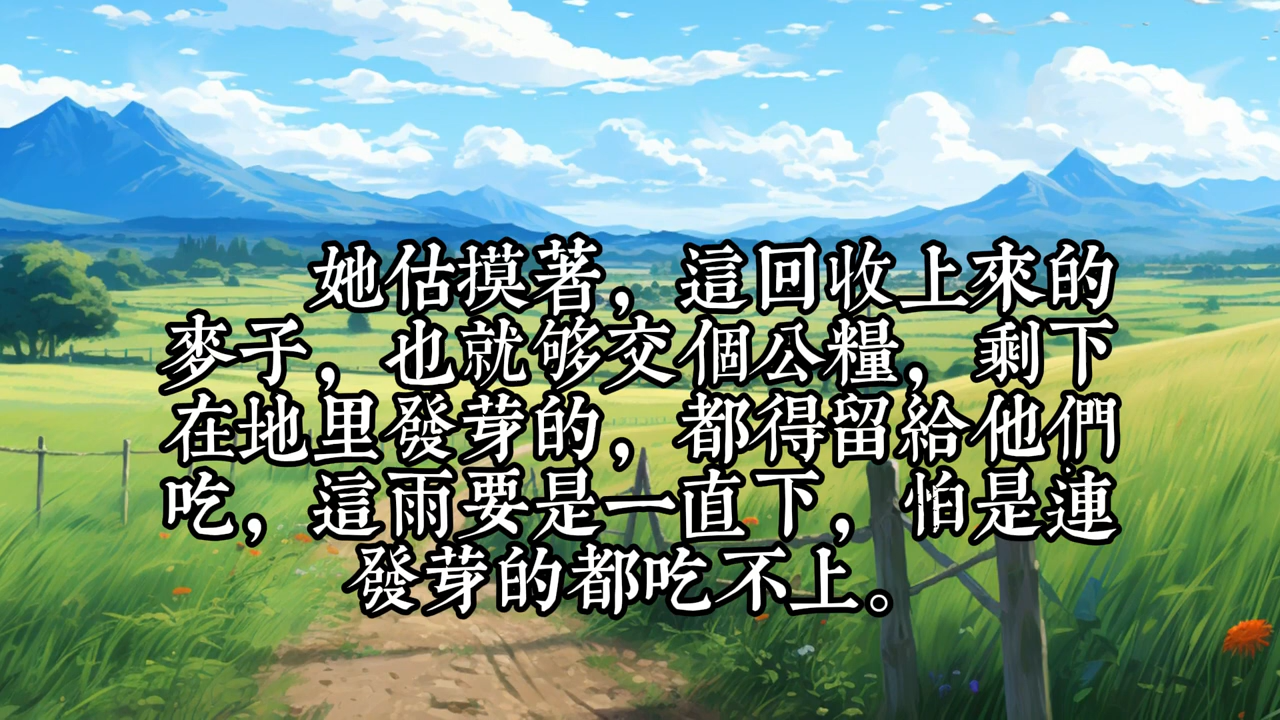 她估摸著，這回收上來的
麥子，也就够交個公糧，剩下
在地里發芽的，都得留給他們
吃，這雨要是一直下，怕是連
發芽的都吃不上。